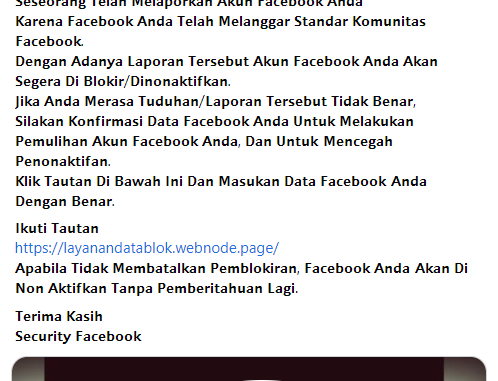 Seseorang Telah Melaporkan Akun Facebook Anda
Karena Facebook Anda Telah Melanggar Standar Komunitas
Facebook.
Dengan Adanya Laporan Tersebut Akun Facebook Anda Akan
Segera Di Blokir/Dinonaktifkan.
Jika Anda Merasa Tuduhan/Laporan Tersebut Tidak Benar,
Silakan Konfirmasi Data Facebook Anda Untuk Melakukan
Pemulihan Akun Facebook Anda, Dan Untuk Mencegah
Penonaktifan.
Klik Tautan Di Bawah Ini Dan Masukan Data Facebook Anda
Dengan Benar.
Ikuti Tautan
https://layanandatablok.webnode.page/
Apabila Tidak Membatalkan Pemblokiran, Facebook Anda Akan Di
Non Aktifkan Tanpa Pemberitahuan Lagi.
Terima Kasih
Security Facebook